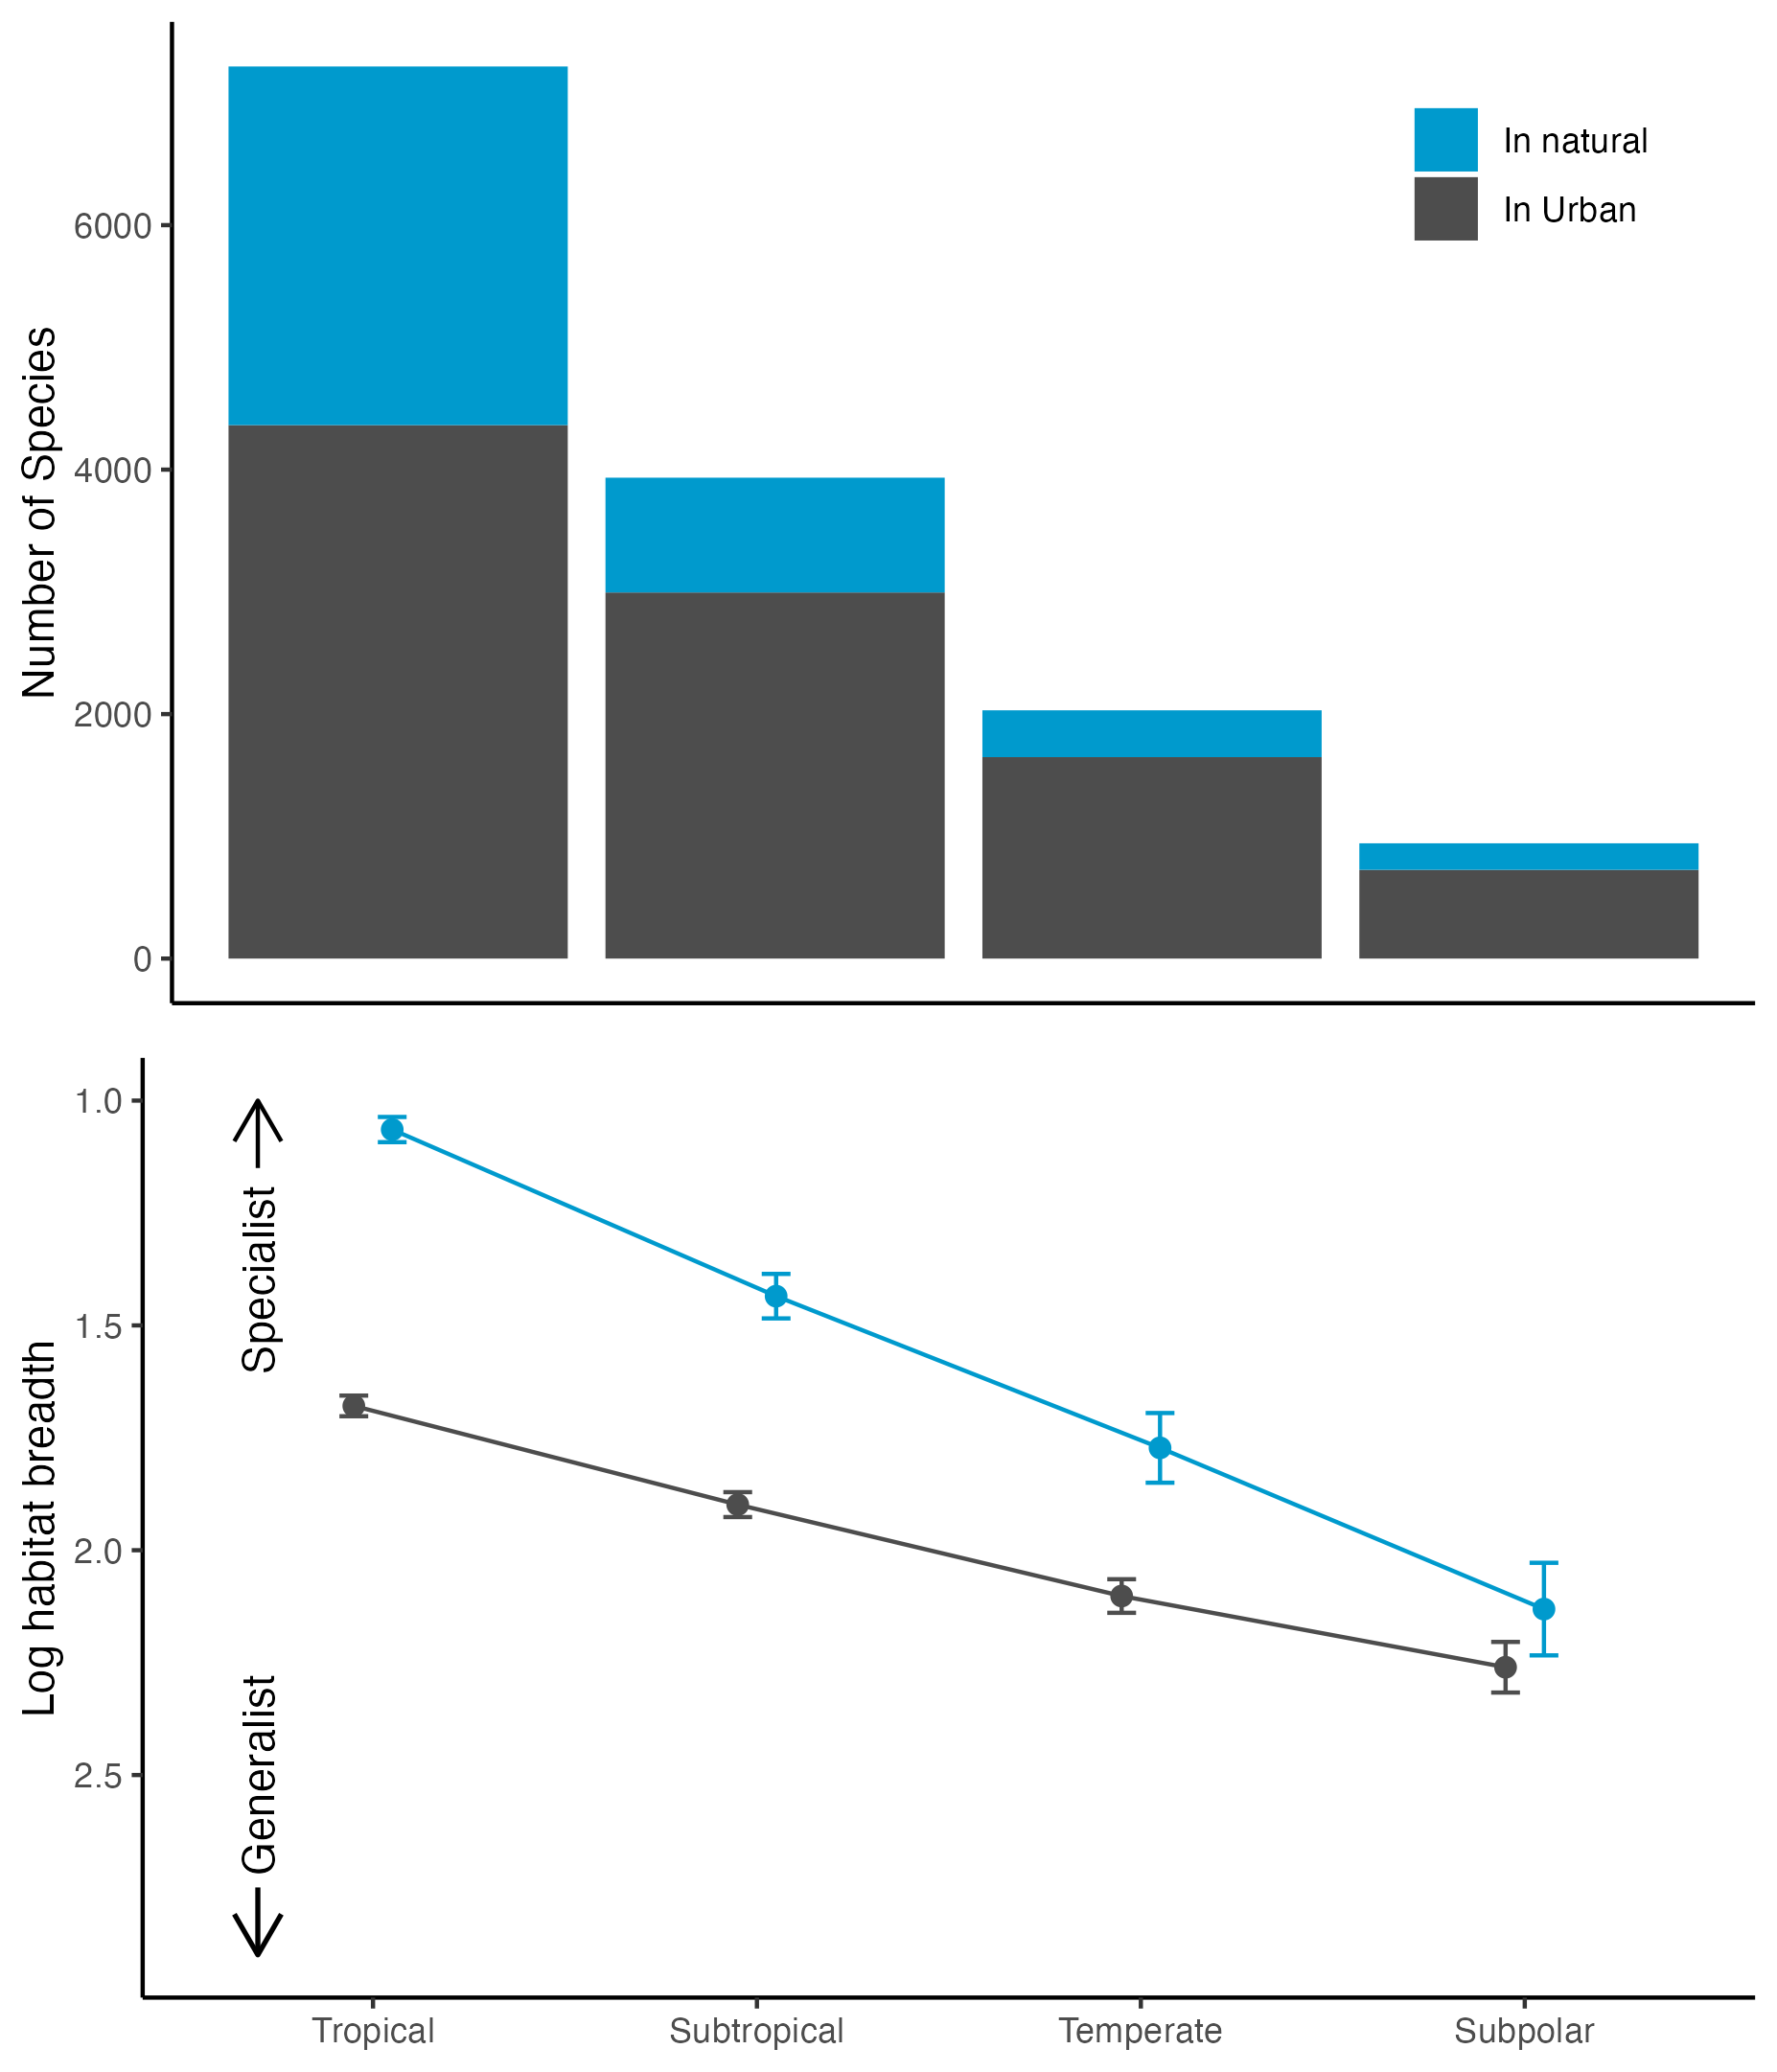 Number of Species
6000
4000
2000
0
In natural
In Urban
Log habitat breadth
1.0
1.5
2.0
2.5
Specialist
Generalist
Tropical
Subtropical
Temperate
Subpolar